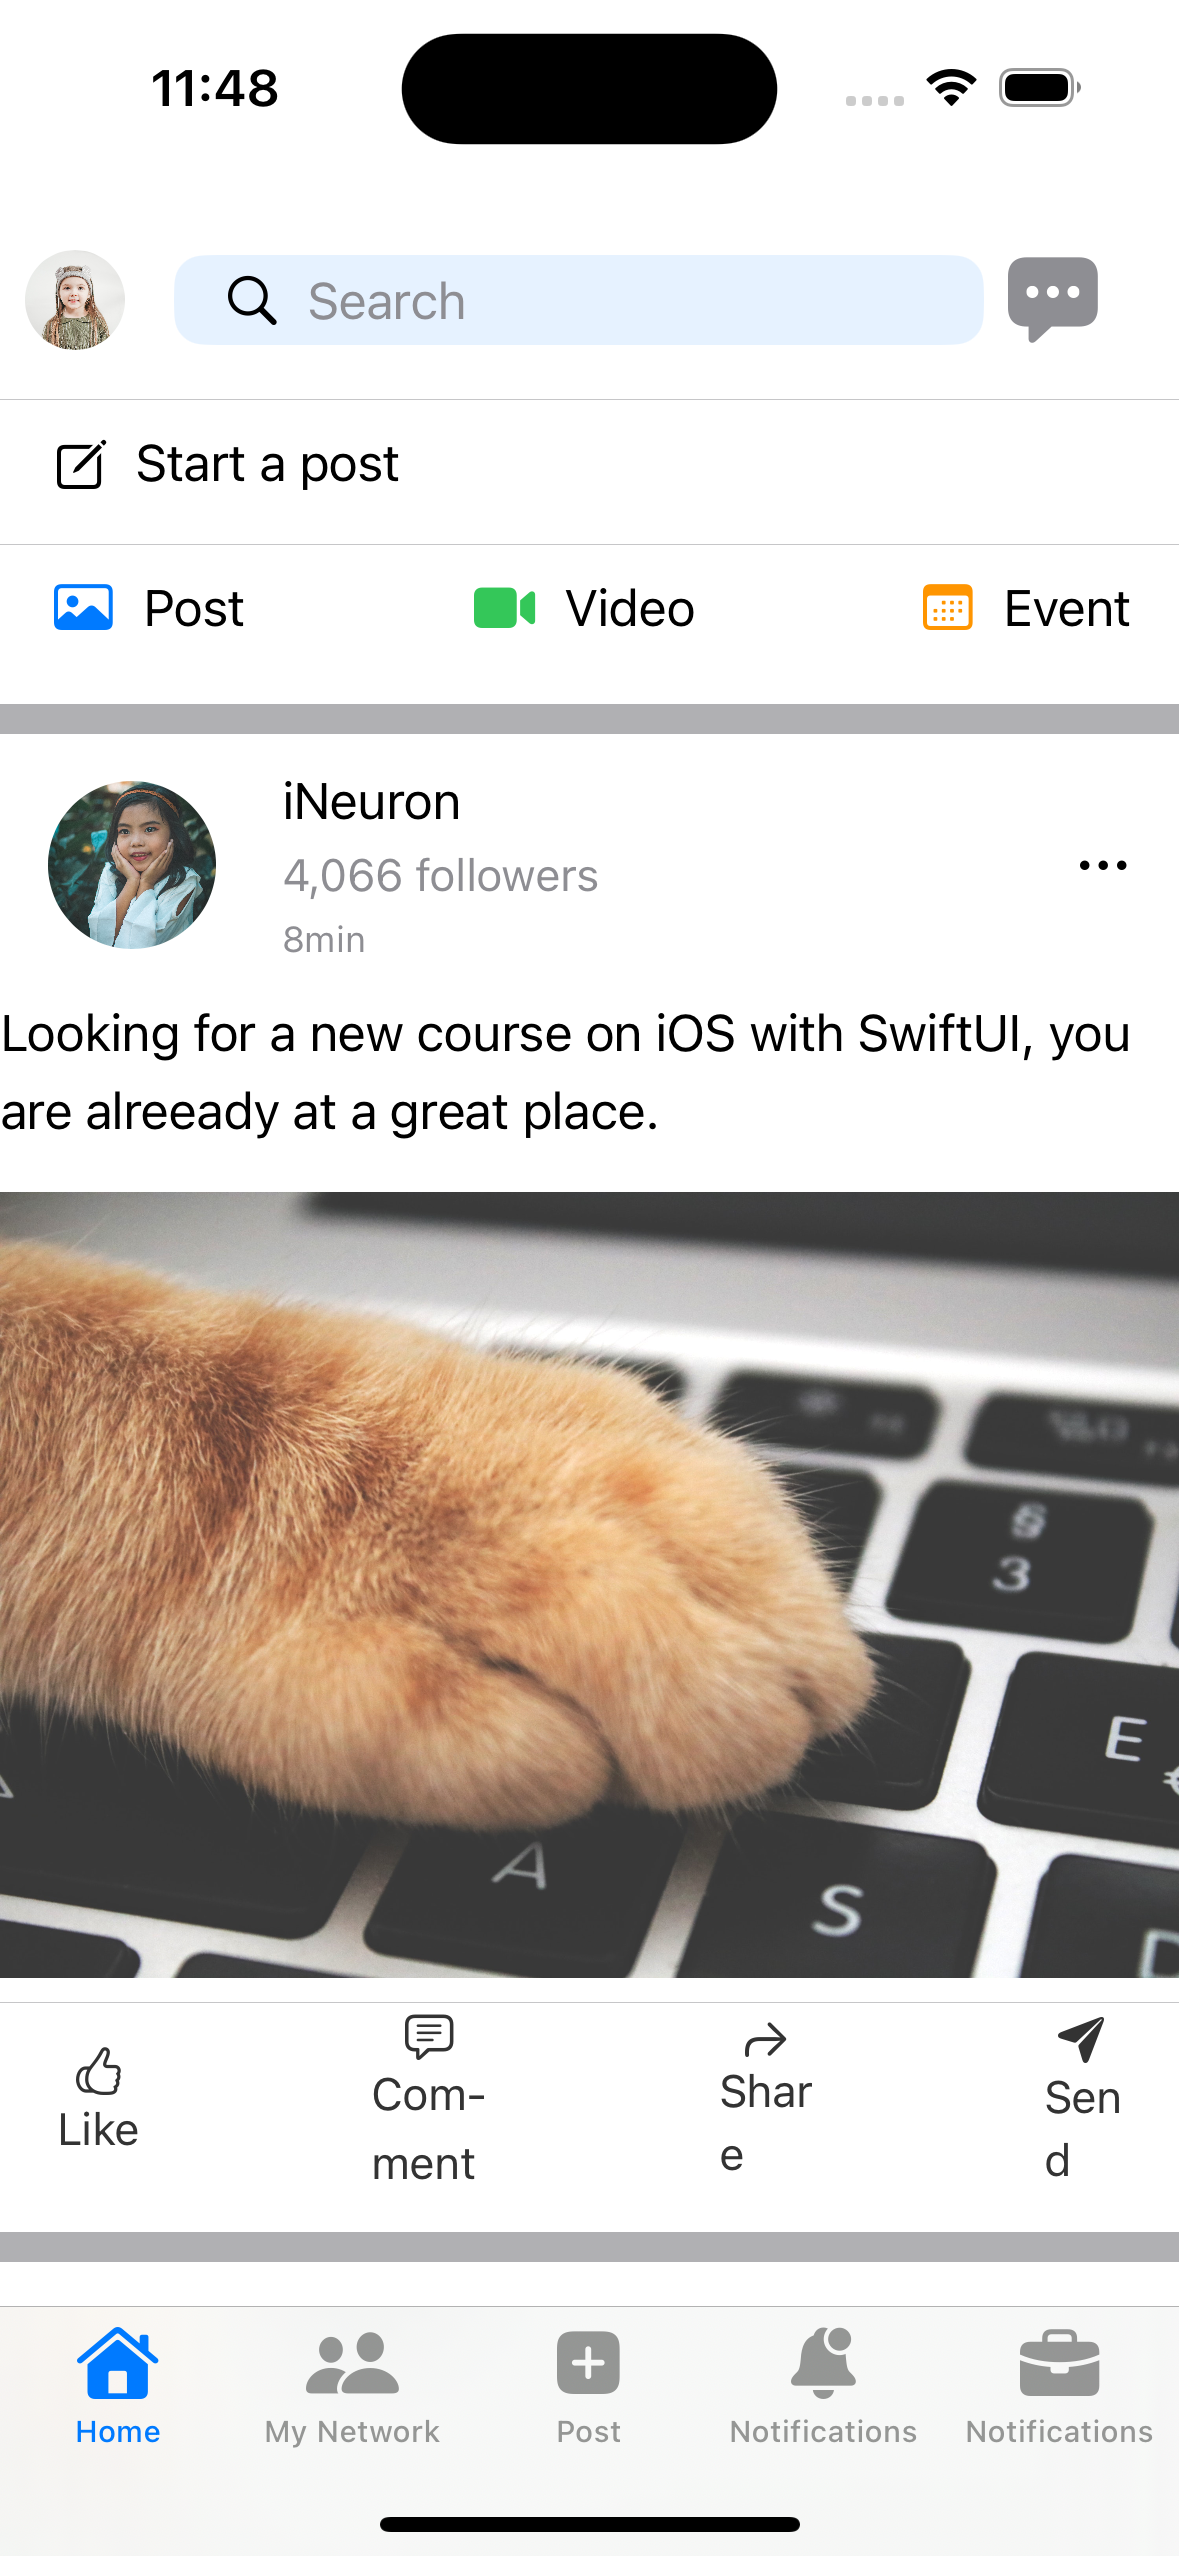 11:48
Search
Start a post
Post
Video
Event
iNeuron
4,066 followers
8min
Looking for a new course on iOS with SwiftUI, you
are alreeady at a great place.
§
3
E
A
S
D
Like
Com-
ment
Shar
e
Sen
d
Home
My Network
Post
Notifications
Notifications